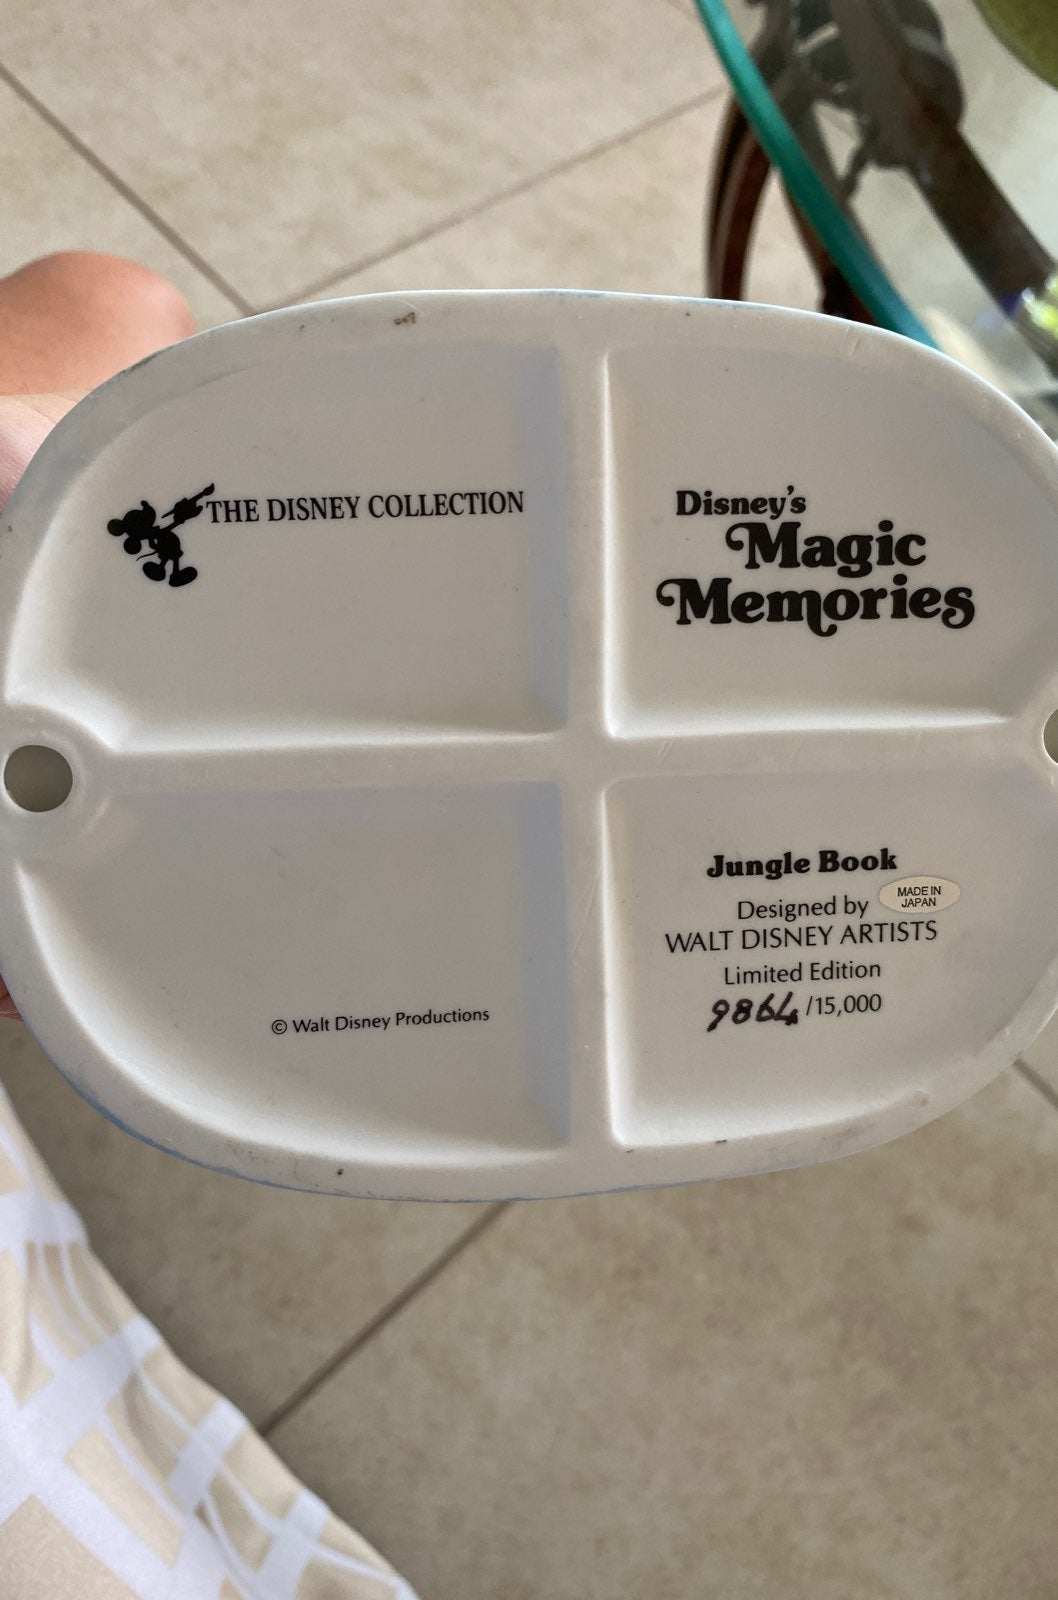 THE DISNEY COLLECTION
Disney's
Magic
Memories
Jungle Book
MADE IN
JAPAN
Designed by
WALT DISNEY ARTISTS
Limited Edition
9864/15,000
© Walt Disney Productions